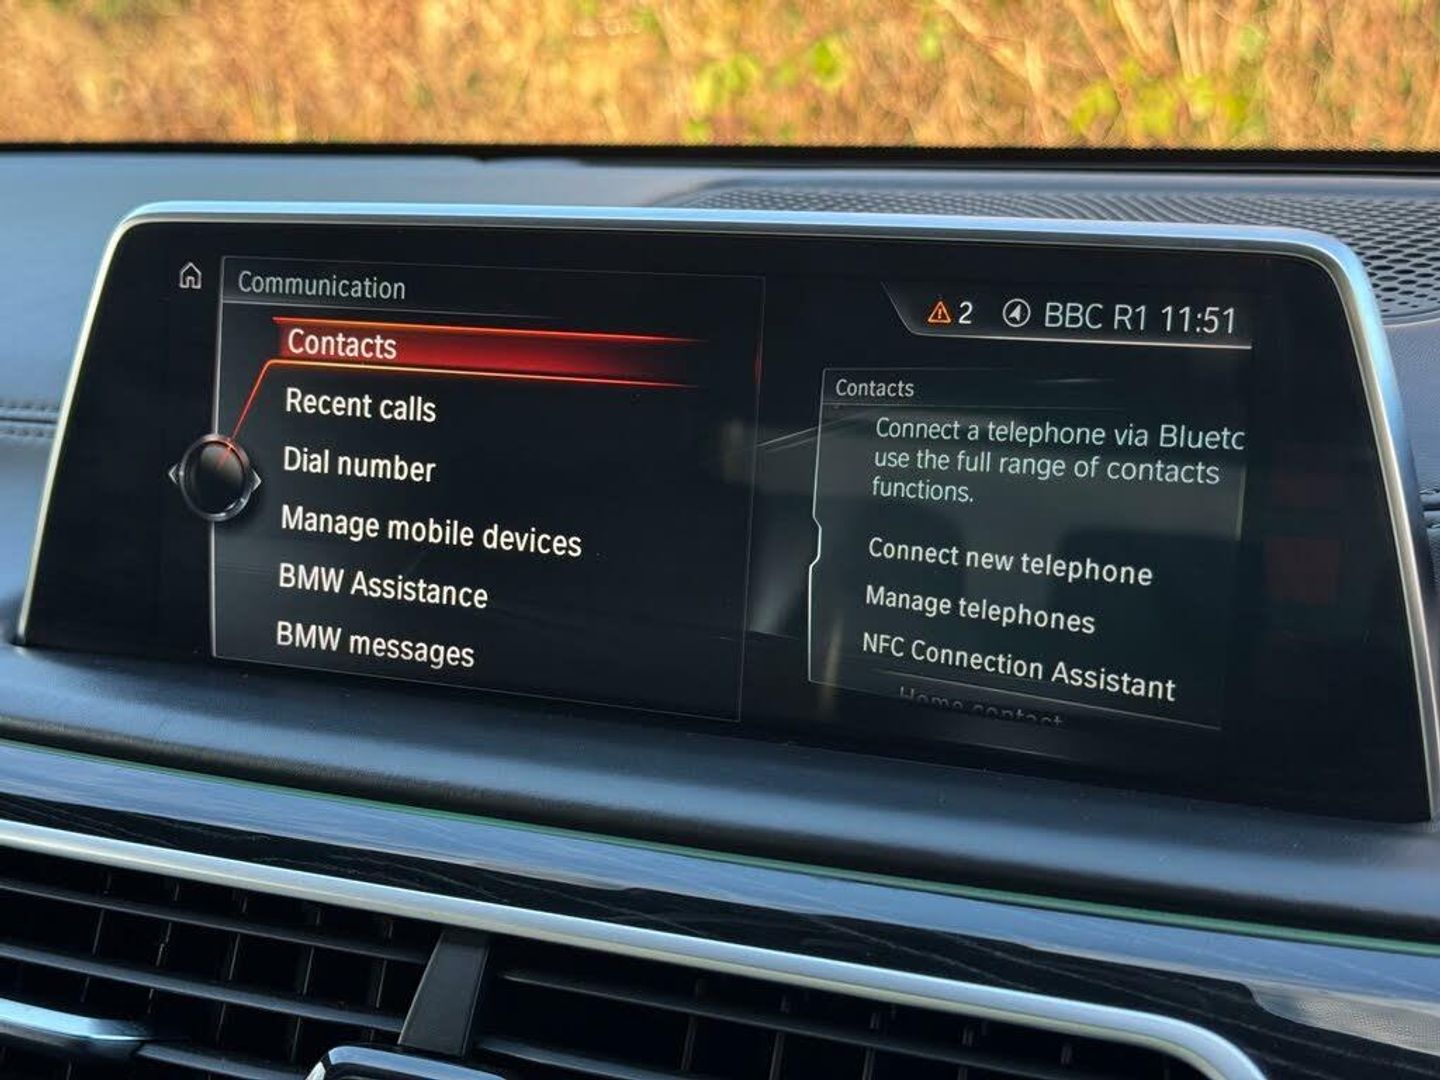 Communication
Contacts
Recent calls
Dial number
Manage mobile devices
BMW Assistance
BMW messages
2 BBC R1 11:51
Contacts
Connect a telephone via Bluetc
use the full range of contacts
functions.
Connect new telephone
Manage telephones
NFC Connection Assistant
Home contact